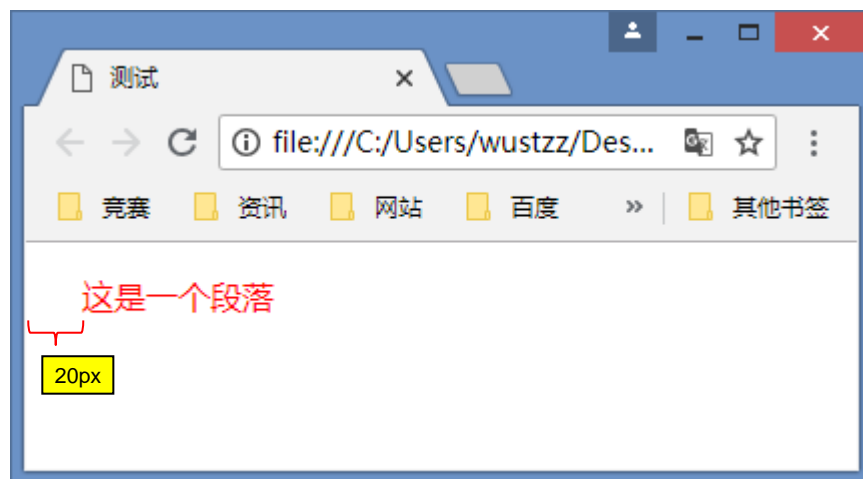 测试
file:///C:/Users/wustzz/Des...
竞赛 资讯 网站 百度 » 其他书签
这是一个段落
20px